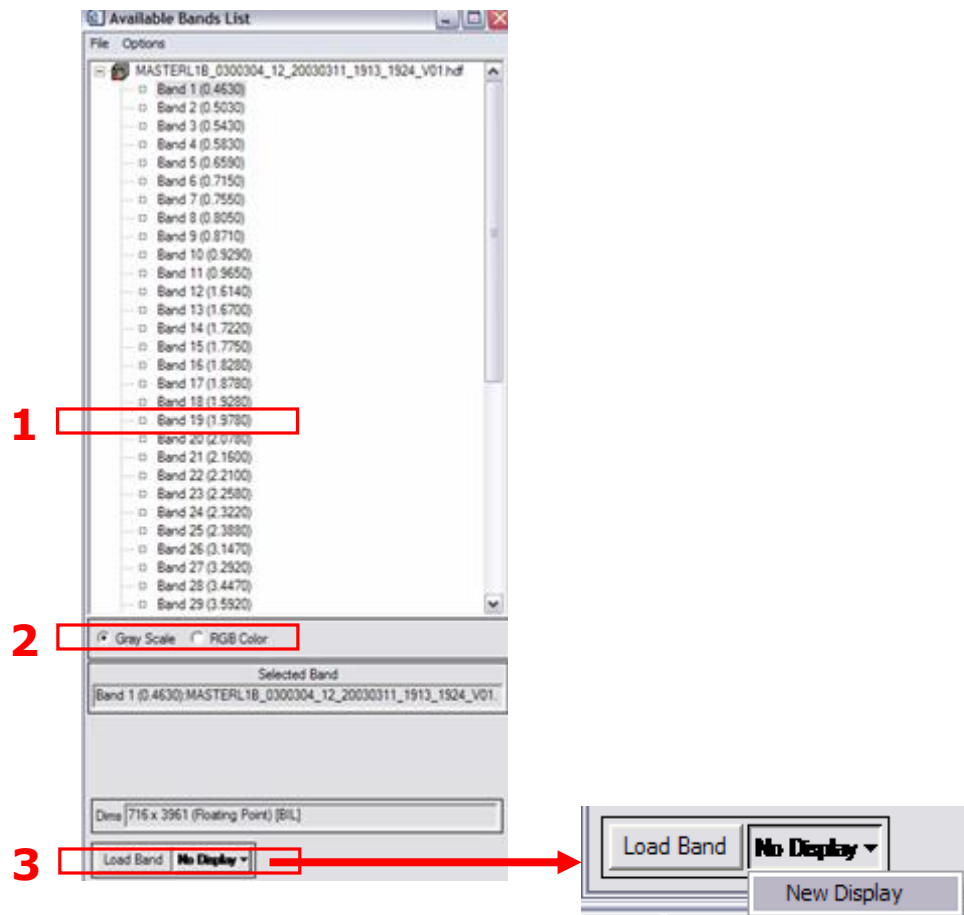 Available Bands List
File Options
MASTERL1B_0300304_12_20030311_1913_1924_V01.hdf
Band 1 (0.4630)
Band 2 (0.5030)
Band 3 (0.5430)
Band 4 (0.5830)
Band 5 (0.6590)
Band 6 (0.7150)
Band 7 (0.7550)
Band 8 (0.8050)
Band 9 (0.8710)
Band 10 (0.9290)
Band 11 (0.9650)
Band 12 (1.6140)
Band 13 (1.6700)
Band 14 (1.7220)
Band 15 (1.7750)
Band 16 (1.8280)
Band 17 (1.8780)
Band 18 (1.9280)
1 Band 19 (1.9780)
Band 20 (2.0780)
Band 21 (2.1600)
Band 22 (2.2100)
Band 23 (2.2580)
Band 24 (2.3220)
Band 25 (2.3880)
Band 26 (3.1470)
Band 27 (3.2920)
Band 28 (3.4470)
Band 29 (3.5920)
2 Gray Scale RGB Color
Selected Band
Band 1 (0.4630):MASTERL1B_0300304_12_20030311_1913_1924_V01.
Dims 716 x 3961 (Floating Point) [BIL]
3 Load Band No Display
Load Band No Display
New Display